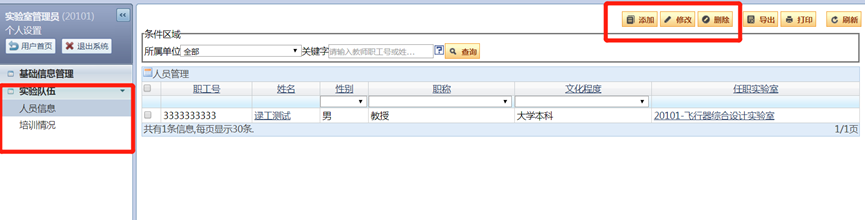 实验室管理员 (20101)
个人设置
用户首页 退出系统
基础信息管理
实验队伍
人员信息
培训情况
添加 修改 删除 导出 打印 刷新
条件区域
所属单位 全部 关键字 请输入教师职工号或姓... 查询
人员管理
职工号 姓名 性别 职称 文化程度 任职实验室
3333333333 逯工测试 男 教授 大学本科 20101-飞行器综合设计实验室
共有1条信息,每页显示30条. 1/1页